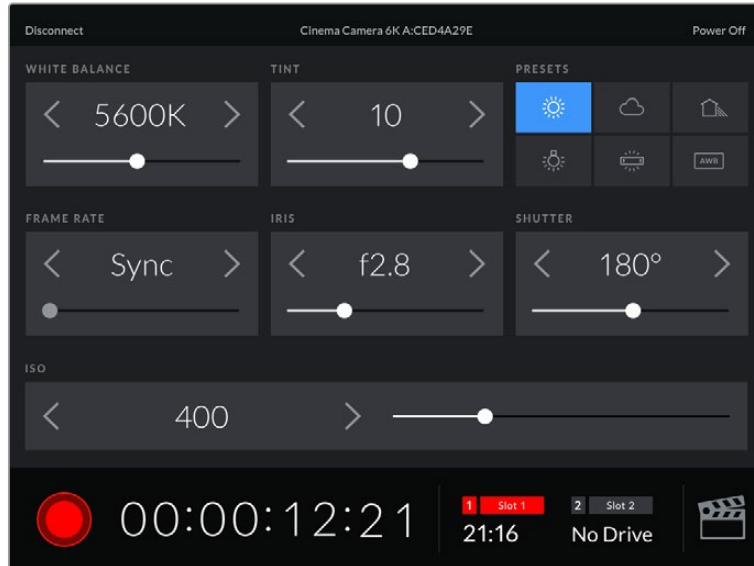 Disconnect
Cinema Camera 6K A:CED4A29E
Power Off
WHITE BALANCE
TINT
PRESETS
5600K
10
AWB
FRAME RATE
IRIS
SHUTTER
Sync
f2.8
180°
ISO
400
00:00:12:21
1 Slot 1
21:16
2 Slot 2
No Drive